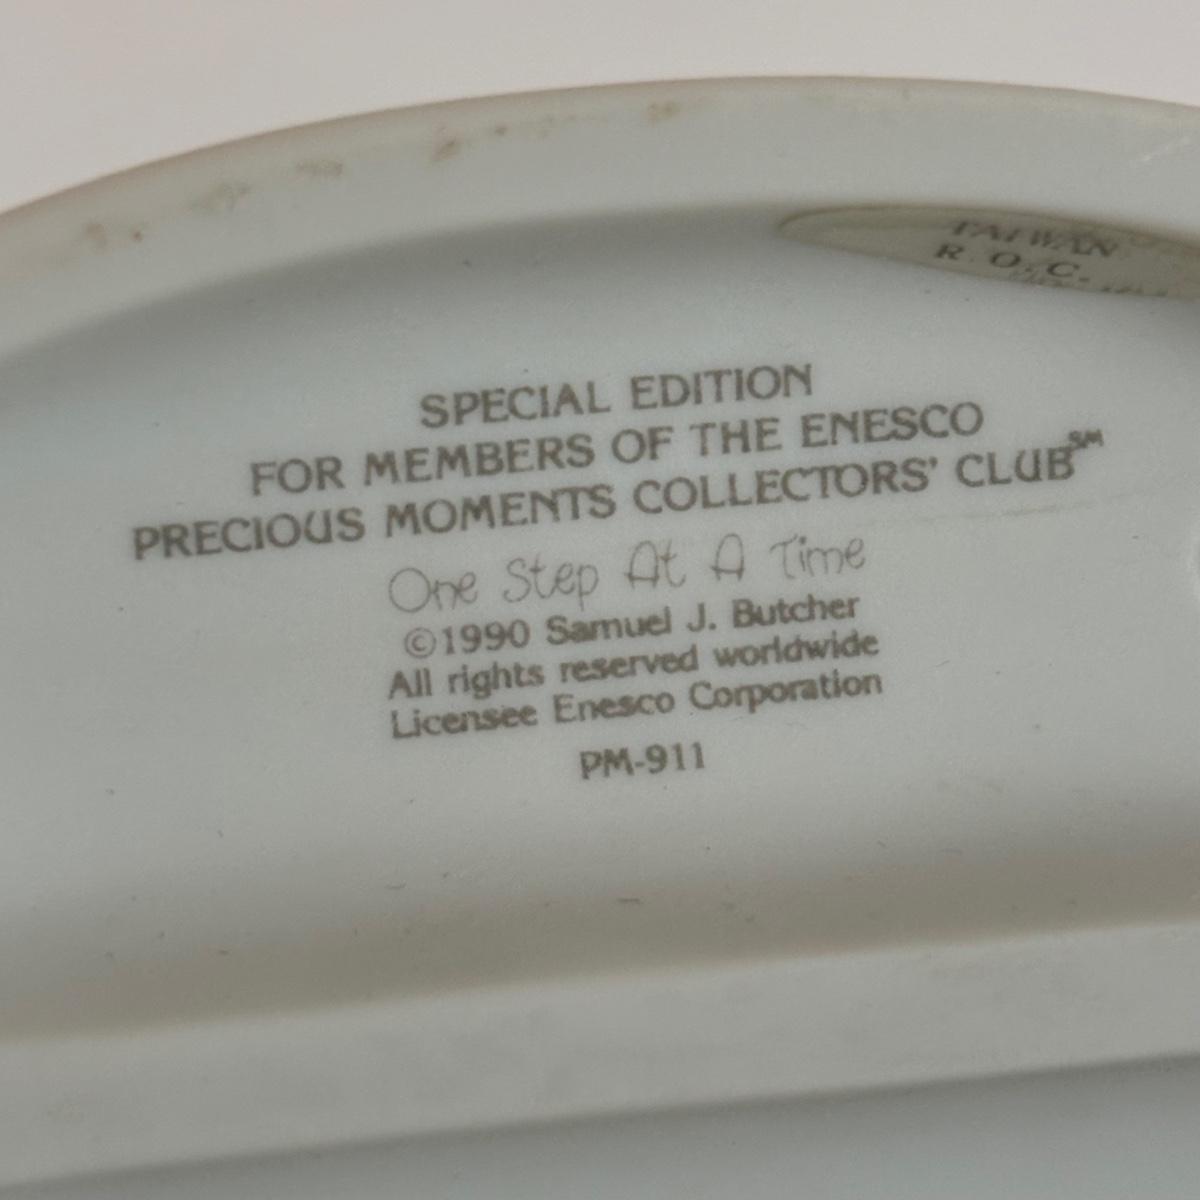 TAIWAN
R.O.C.
SPECIAL EDITION
FOR MEMBERS OF THE ENESCO
PRECIOUS MOMENTS COLLECTORS' CLUB℠
One Step At A Time
©1990 Samuel J. Butcher
All rights reserved worldwide
Licensee Enesco Corporation
PM-911